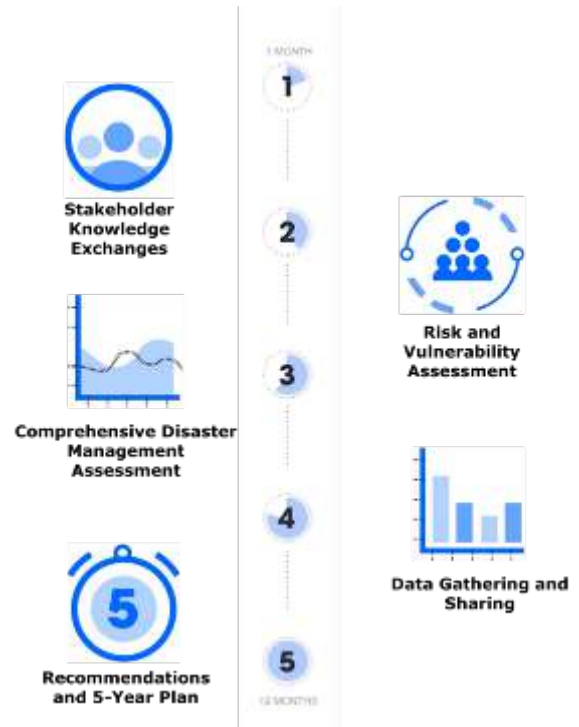 1 MONTH
1
Stakeholder
Knowledge
Exchanges
2
Risk and
Vulnerability
Assessment
3
Comprehensive Disaster
Management
Assessment
4
Data Gathering and
Sharing
5
Recommendations
and 5-Year Plan
5
12 MONTHS